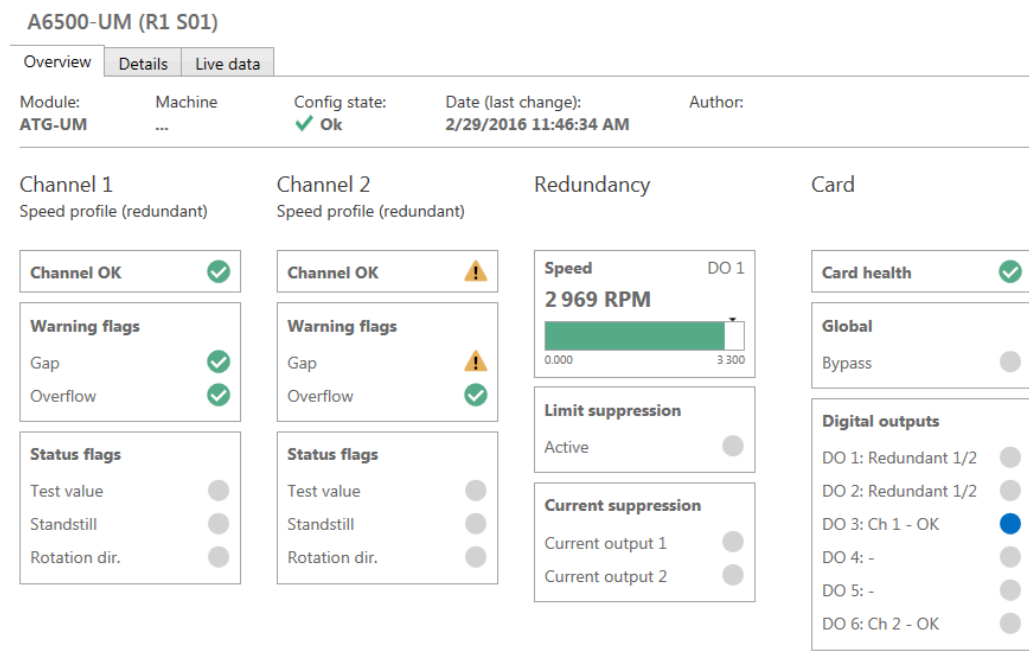 A6500-UM (R1 S01)
Overview Details Live data
Module: Machine Config state: Date (last change): Author:
ATG-UM ... Ok 2/29/2016 11:46:34 AM
Channel 1
Speed profile (redundant)
Channel OK
Warning flags
Gap
Overflow
Status flags
Test value
Standstill
Rotation dir.
Channel 2
Speed profile (redundant)
Channel OK
Warning flags
Gap
Overflow
Status flags
Test value
Standstill
Rotation dir.
Redundancy
Speed DO 1
2 969 RPM
0.000 3 300
Limit suppression
Active
Current suppression
Current output 1
Current output 2
Card
Card health
Global
Bypass
Digital outputs
DO 1: Redundant 1/2
DO 2: Redundant 1/2
DO 3: Ch 1 - OK
DO 4: -
DO 5: -
DO 6: Ch 2 - OK